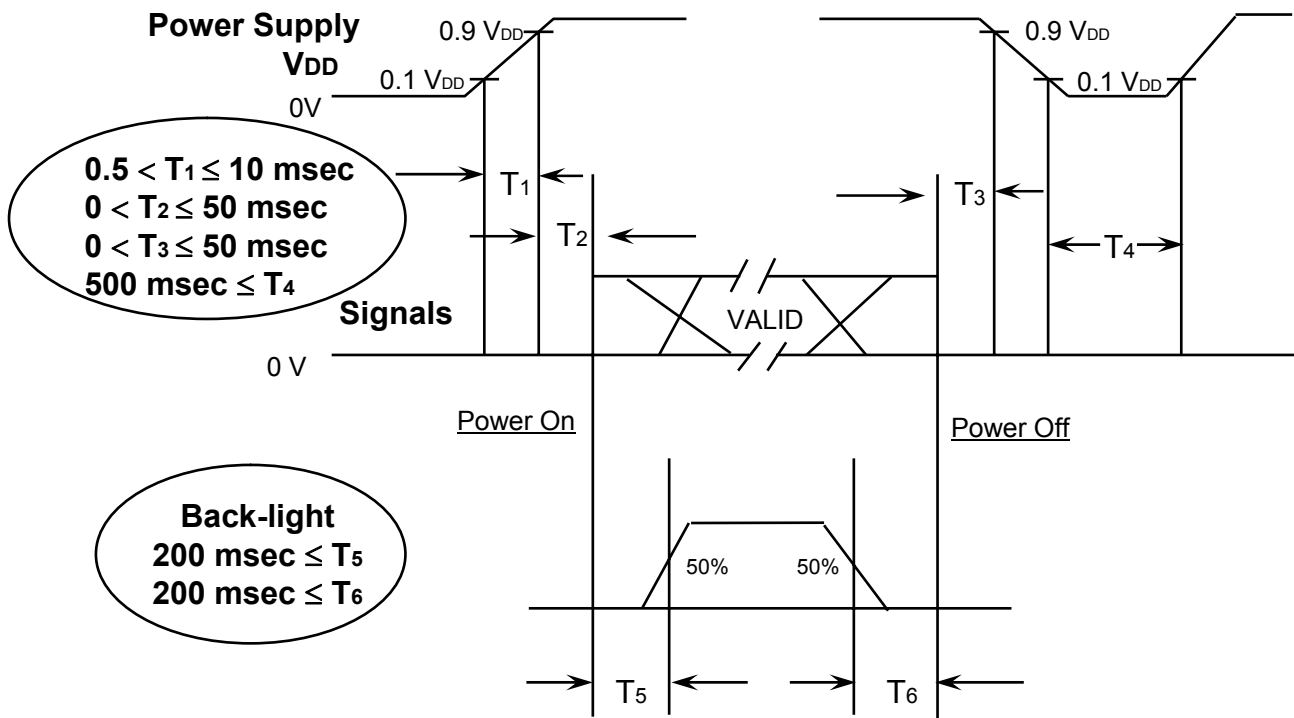 Power Supply
VDD
0.9 VDD
0.1 VDD
0V
0.9 VDD
0.1 VDD
0.5 < T1 ≤ 10 msec
0 < T2 ≤ 50 msec
0 < T3 ≤ 50 msec
500 msec ≤ T4
T1
T2
T3
T4
Signals
VALID
0 V
Power On
Power Off
Back-light
200 msec ≤ T5
200 msec ≤ T6
50%
50%
T5
T6